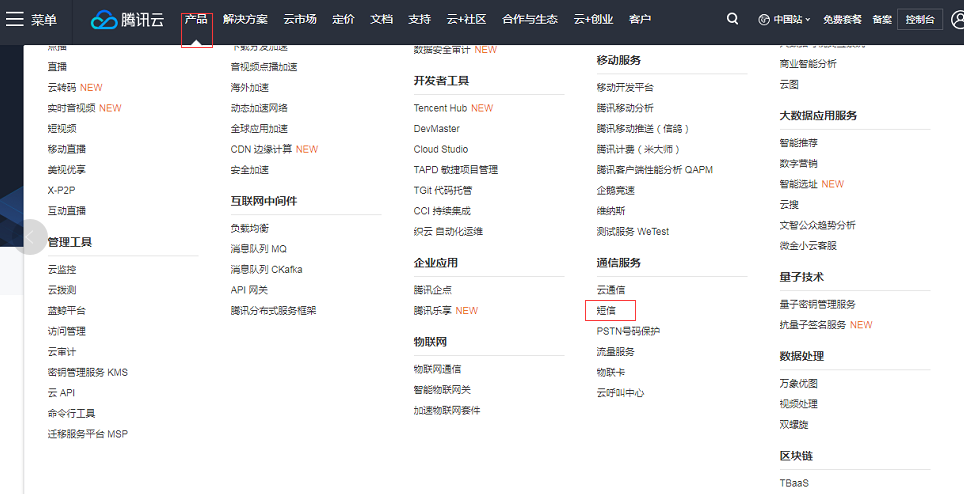 菜单
腾讯云
产品
解决方案
云市场
定价
文档
支持
云+社区
合作与生态
云+创业
客户
中国站
免费套餐
备案
控制台
点播
直播
云转码 NEW
实时音视频 NEW
短视频
移动直播
美视优享
X-P2P
互动直播
管理工具
云监控
云拨测
蓝鲸平台
访问管理
云审计
密钥管理服务 KMS
云 API
命令行工具
迁移服务平台 MSP
下载分发加速
音视频点播加速
海外加速
动态加速网络
全球应用加速
CDN 边缘计算 NEW
安全加速
互联网中间件
负载均衡
消息队列 MQ
消息队列 CKafka
API 网关
腾讯分布式服务框架
数据安全审计 NEW
开发者工具
Tencent Hub NEW
DevMaster
Cloud Studio
TAPD 敏捷项目管理
TGit 代码托管
CCI 持续集成
织云 自动化运维
企业应用
腾讯企点
腾讯乐享 NEW
物联网
物联网通信
智能物联网关
加速物联网套件
移动服务
移动开发平台
腾讯移动分析
腾讯移动推送（信鸽）
腾讯计费（米大师）
腾讯客户端性能分析 QAPM
企鹅竞速
维纳斯
测试服务 WeTest
通信服务
云通信
短信
PSTN号码保护
流量服务
物联卡
云呼叫中心
商业智能分析
云图
大数据应用服务
智能推荐
数字营销
智能选址 NEW
云搜
文智公众趋势分析
微金小云客服
量子技术
量子密钥管理服务
抗量子签名服务 NEW
数据处理
万象优图
视频处理
双螺旋
区块链
TBaaS